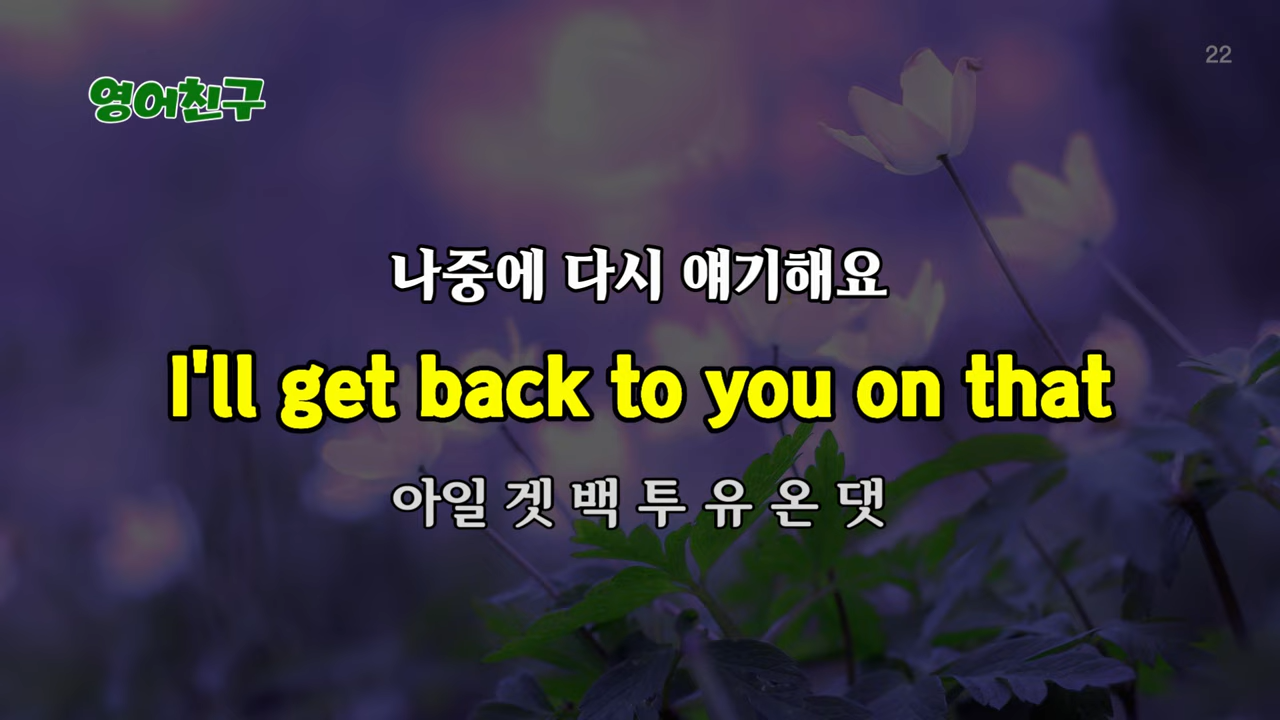 22
영어친구
나중에 다시 얘기해요
I'll get back to you on that
아일 겟 백 투 유 온 댓